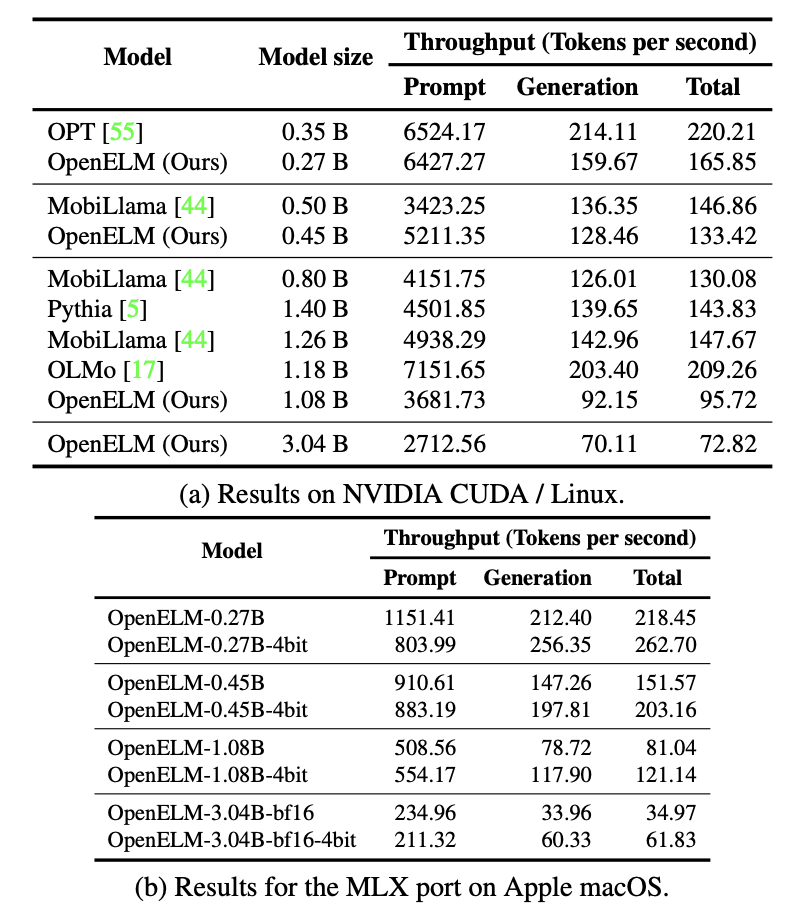 Model Model size Throughput (Tokens per second)
Prompt Generation Total
OPT [55] 0.35 B 6524.17 214.11 220.21
OpenELM (Ours) 0.27 B 6427.27 159.67 165.85
MobiLlama [44] 0.50 B 3423.25 136.35 146.86
OpenELM (Ours) 0.45 B 5211.35 128.46 133.42
MobiLlama [44] 0.80 B 4151.75 126.01 130.08
Pythia [5] 1.40 B 4501.85 139.65 143.83
MobiLlama [44] 1.26 B 4938.29 142.96 147.67
OLMo [17] 1.18 B 7151.65 203.40 209.26
OpenELM (Ours) 1.08 B 3681.73 92.15 95.72
OpenELM (Ours) 3.04 B 2712.56 70.11 72.82
(a) Results on NVIDIA CUDA / Linux.
Model Throughput (Tokens per second)
Prompt Generation Total
OpenELM-0.27B 1151.41 212.40 218.45
OpenELM-0.27B-4bit 803.99 256.35 262.70
OpenELM-0.45B 910.61 147.26 151.57
OpenELM-0.45B-4bit 883.19 197.81 203.16
OpenELM-1.08B 508.56 78.72 81.04
OpenELM-1.08B-4bit 554.17 117.90 121.14
OpenELM-3.04B-bf16 234.96 33.96 34.97
OpenELM-3.04B-bf16-4bit 211.32 60.33 61.83
(b) Results for the MLX port on Apple macOS.